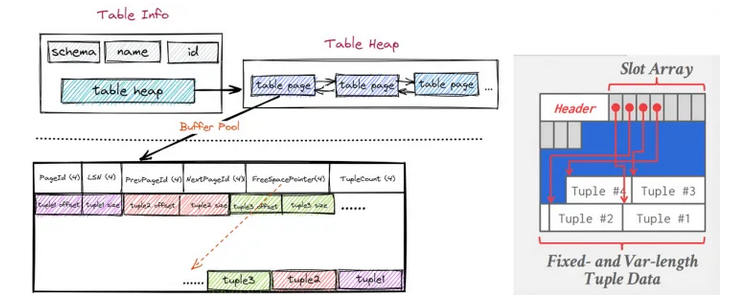 Table Info
schema name id
table heap
Table Heap
table page table page table page ...
Buffer Pool
PageId (4) LSN (4) PrevPageId (4) NextPageId (4) FreeSpacePointer(4) TupleCount (4)
tuple1 offset tuple1 size tuple2 offset tuple2 size tuple3 offset tuple3 size ......
...... tuple3 tuple2 tuple1
Slot Array
Header
Tuple #4 Tuple #3
Tuple #2 Tuple #1
Fixed- and Var-length
Tuple Data